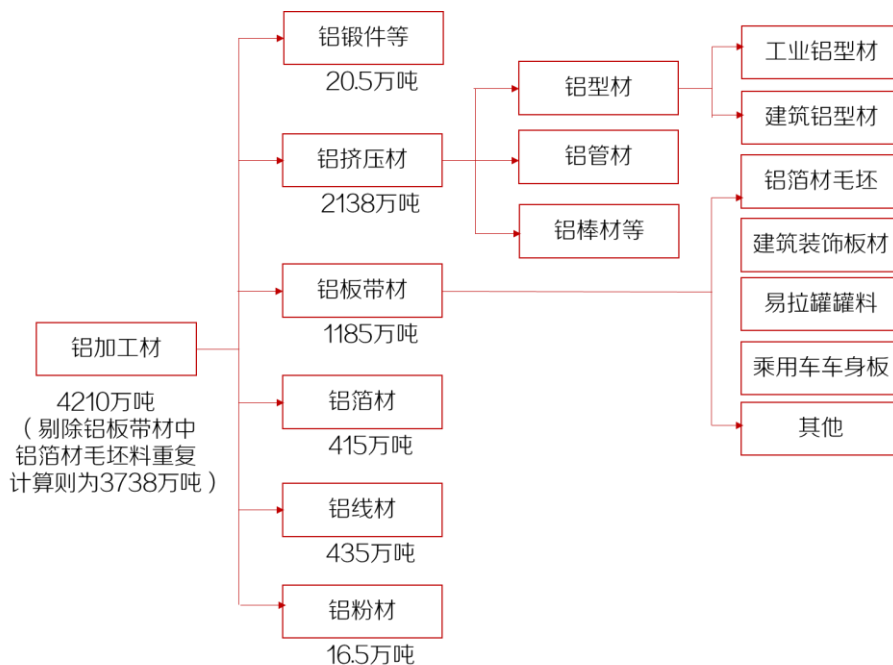 铝锻件等
20.5万吨
铝挤压材
2138万吨
铝板带材
1185万吨
铝加工材
4210万吨
（剔除铝板带材中
铝箔材毛坯料重复
计算则为3738万吨）
铝箔材
415万吨
铝线材
435万吨
铝粉材
16.5万吨
铝型材
铝管材
铝棒材等
工业铝型材
建筑铝型材
铝箔材毛坯
建筑装饰板材
易拉罐罐料
乘用车车身板
其他